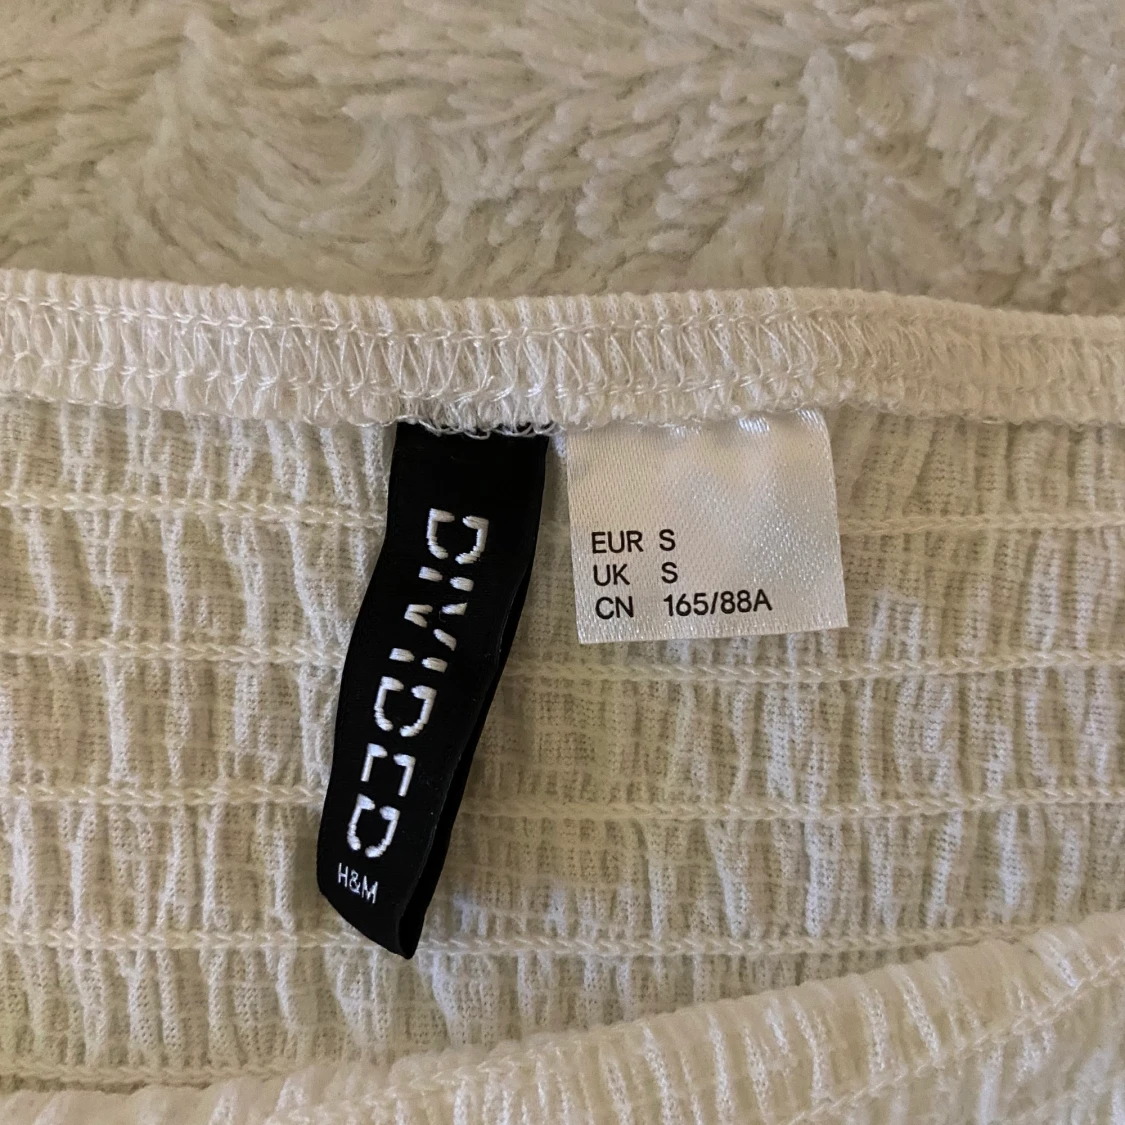 DIVIDED
H&M
EUR S
UK S
CN 165/88A